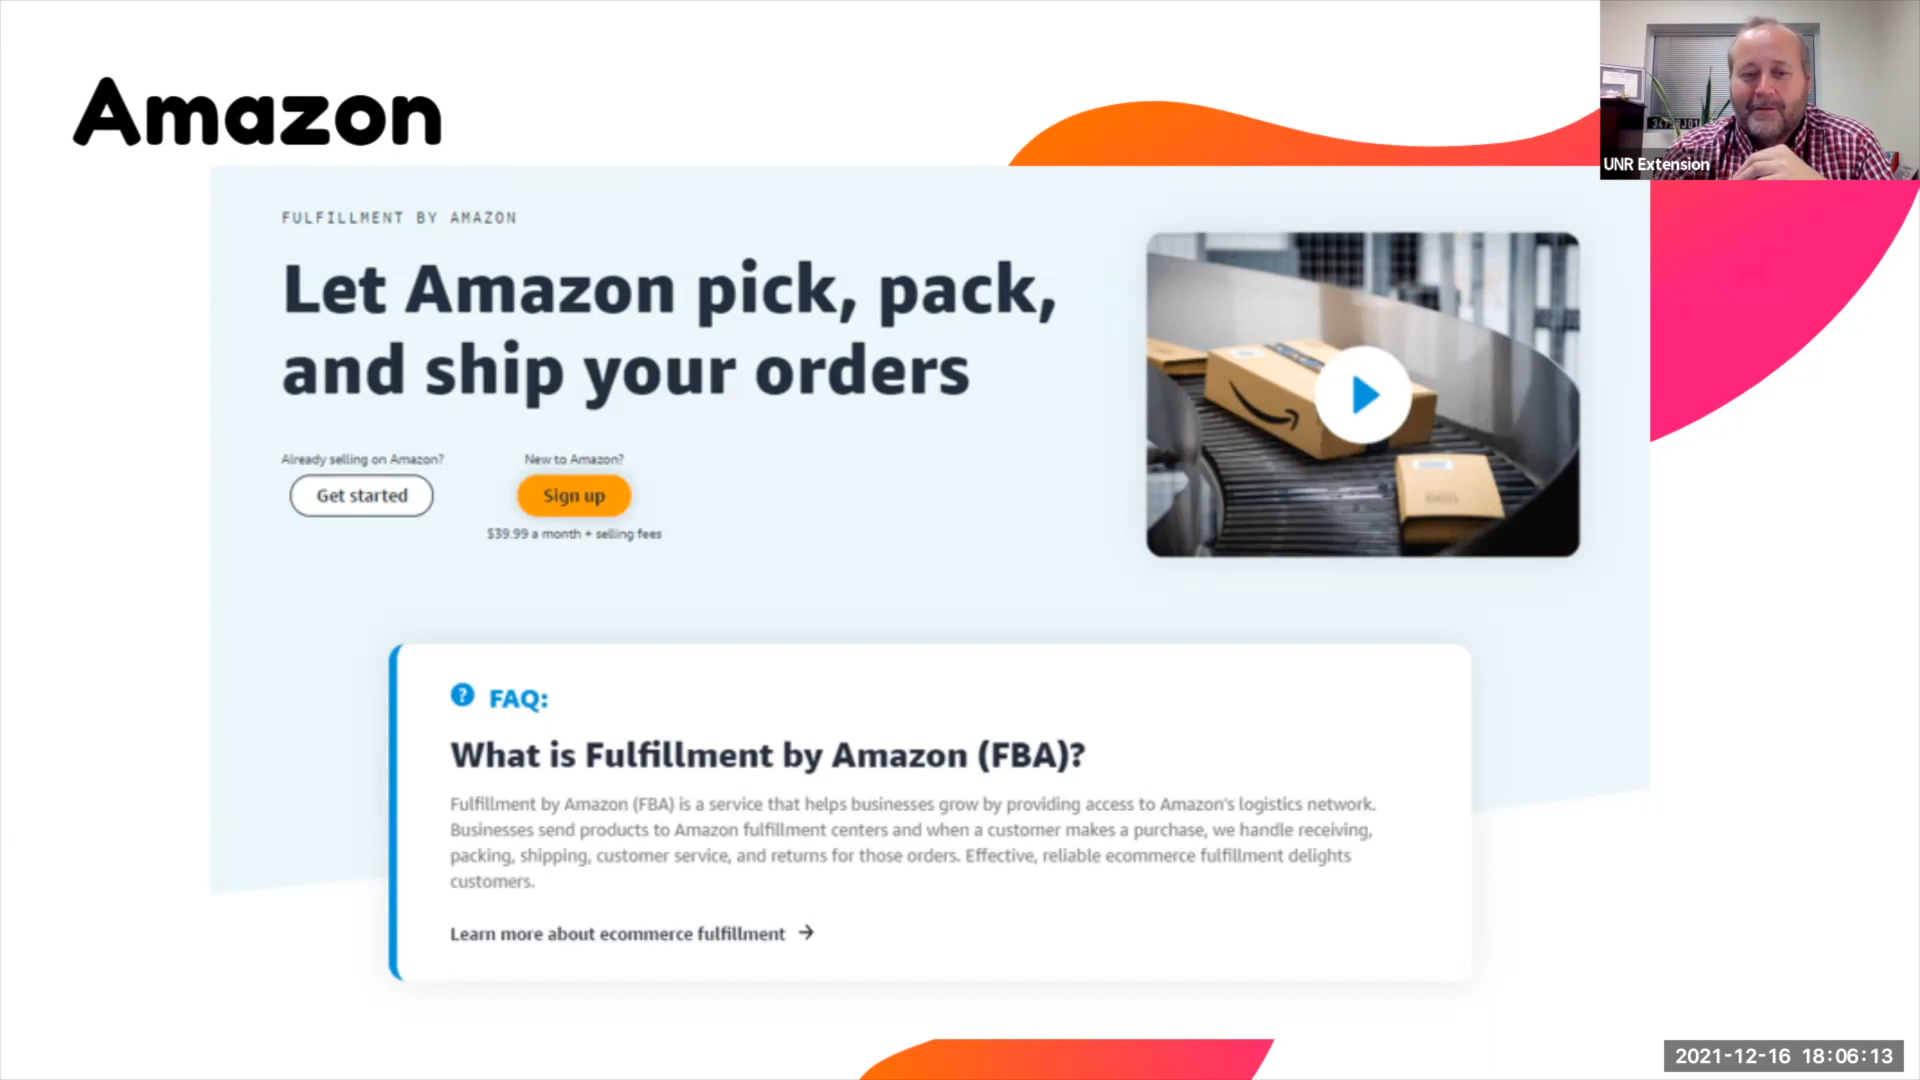 Amazon
UNR Extension
FULFILLMENT BY AMAZON
Let Amazon pick, pack,
and ship your orders
Already selling on Amazon?
Get started
New to Amazon?
Sign up
$39.99 a month + selling fees
? FAQ:
What is Fulfillment by Amazon (FBA)?
Fulfillment by Amazon (FBA) is a service that helps businesses grow by providing access to Amazon's logistics network.
Businesses send products to Amazon fulfillment centers and when a customer makes a purchase, we handle receiving,
packing, shipping, customer service, and returns for those orders. Effective, reliable ecommerce fulfillment delights
customers.
Learn more about ecommerce fulfillment →
2021-12-16 18:06:13